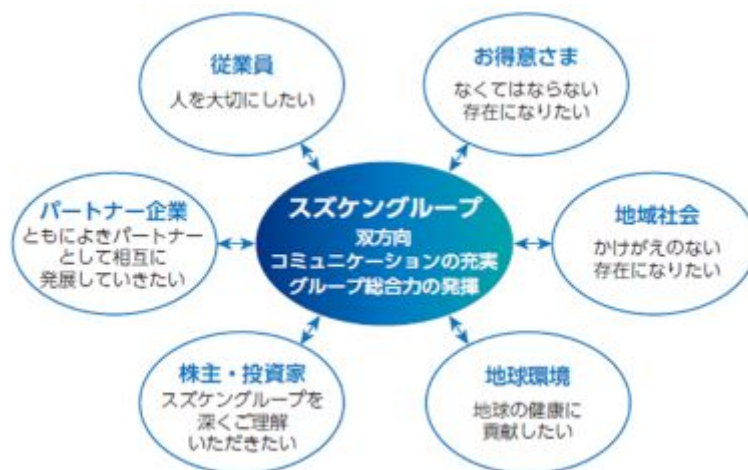 従業員
人を大切にしたい
お得意さま
なくてはならない
存在になりたい
パートナー企業
ともによきパートナー
として相互に
発展していきたい
スズケングループ
双方向
コミュニケーションの充実
グループ総合力の発揮
地域社会
かけがえのない
存在になりたい
株主・投資家
スズケングループを
深くご理解
いただきたい
地球環境
地球の健康に
貢献したい